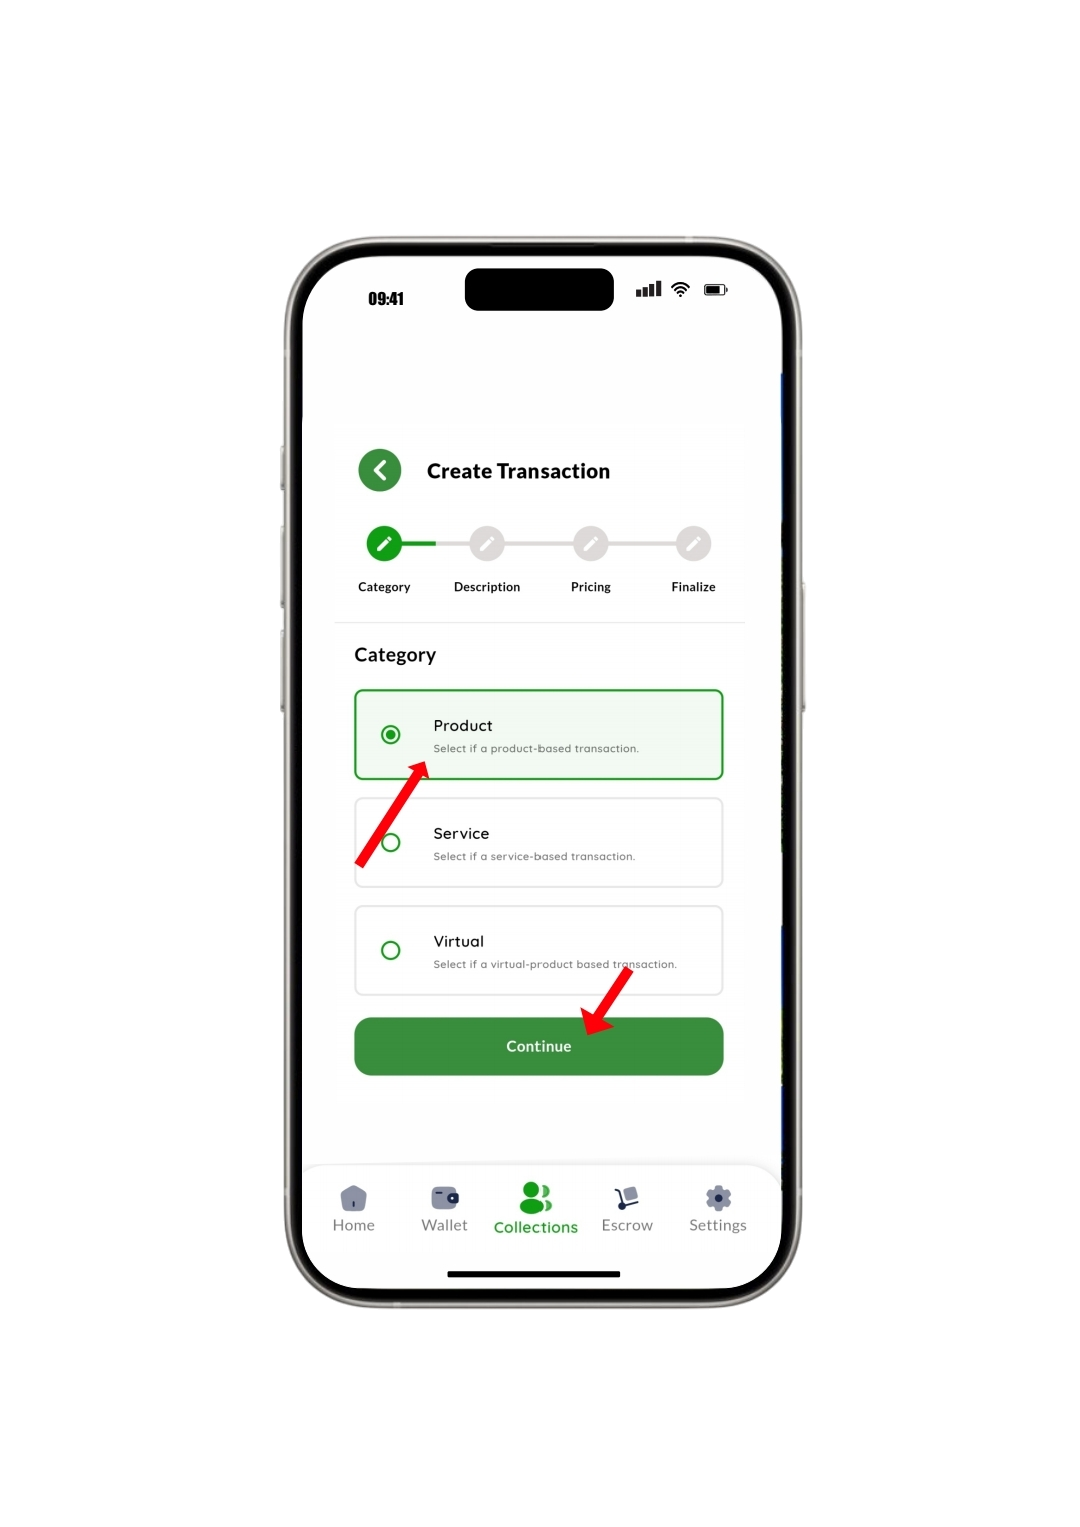 09:41
Create Transaction
Category Description Pricing Finalize
Category
Product
Select if a product-based transaction.
Service
Select if a service-based transaction.
Virtual
Select if a virtual-product based transaction.
Continue
Home Wallet Collections Escrow Settings